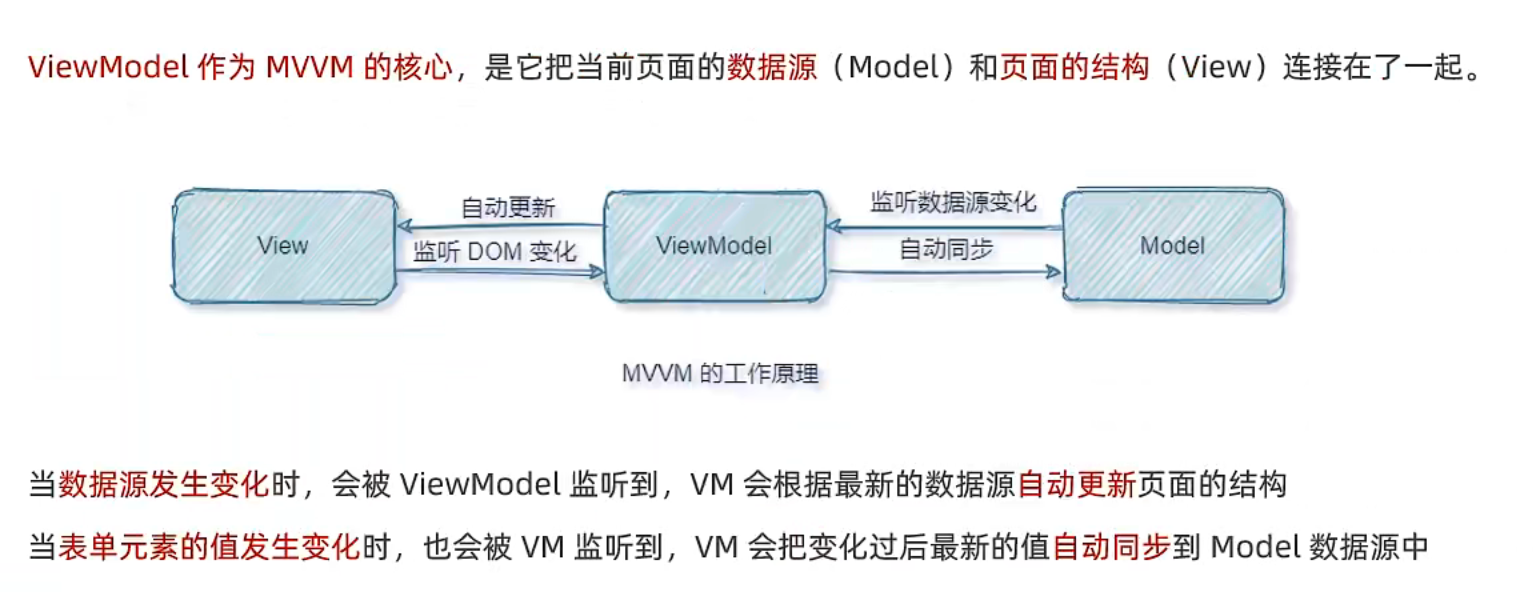 ViewModel 作为 MVVM 的核心，是它把当前页面的数据源（Model）和页面的结构（View）连接在了一起。
自动更新
监听数据源变化
View
监听 DOM 变化
ViewModel
自动同步
Model
MVVM 的工作原理
当数据源发生变化时，会被 ViewModel 监听到，VM 会根据最新的数据源自动更新页面的结构
当表单元素的值发生变化时，也会被 VM 监听到，VM 会把变化过后最新的值自动同步到 Model 数据源中